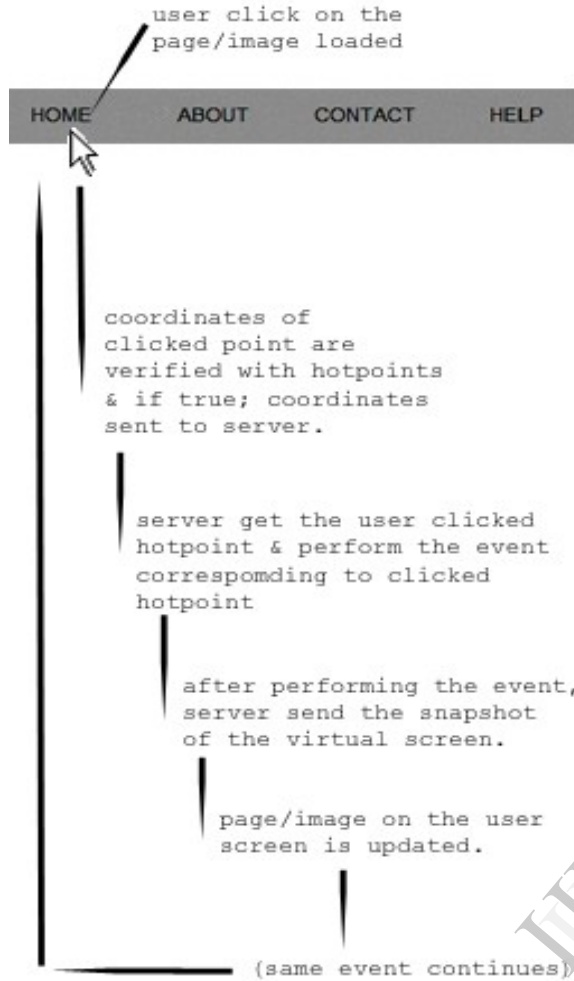 user click on the
page/image loaded
HOME ABOUT CONTACT HELP
coordinates of
clicked point are
verified with hotpoints
& if true; coordinates
sent to server.
server get the user clicked
hotpoint & perform the event
correspomding to clicked
hotpoint
after performing the event,
server send the snapshot
of the virtual screen.
page/image on the user
screen is updated.
(same event continues)